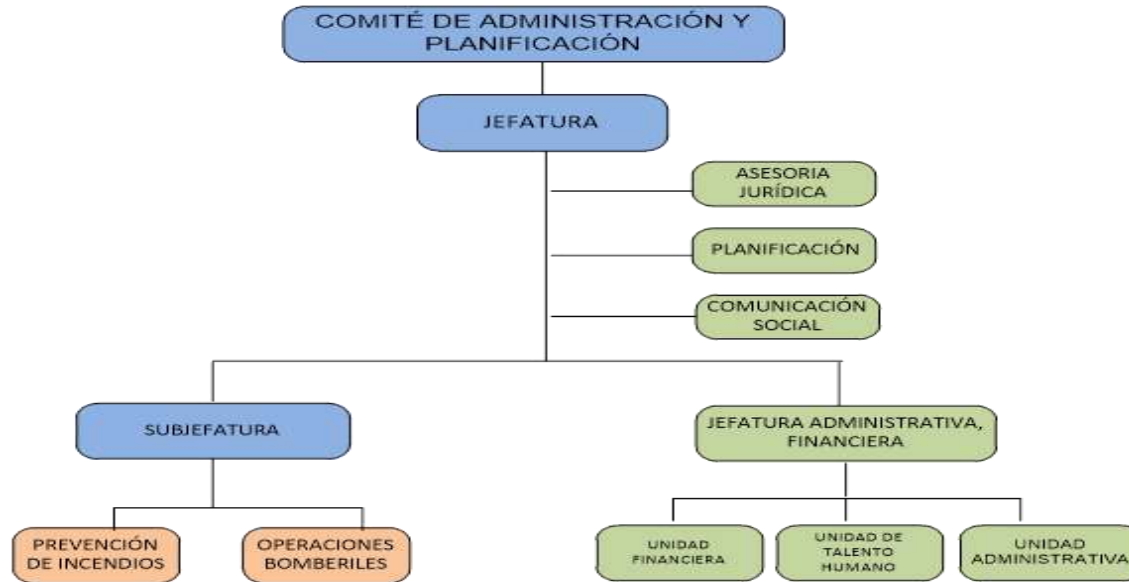 COMITÉ DE ADMINISTRACIÓN Y
PLANIFICACIÓN
JEFATURA
ASESORIA
JURÍDICA
PLANIFICACIÓN
COMUNICACIÓN
SOCIAL
SUBJEFATURA
JEFATURA ADMINISTRATIVA,
FINANCIERA
PREVENCIÓN
DE INCENDIOS
OPERACIONES
BOMBERILES
UNIDAD
FINANCIERA
UNIDAD DE
TALENTO
HUMANO
UNIDAD
ADMINISTRATIVA